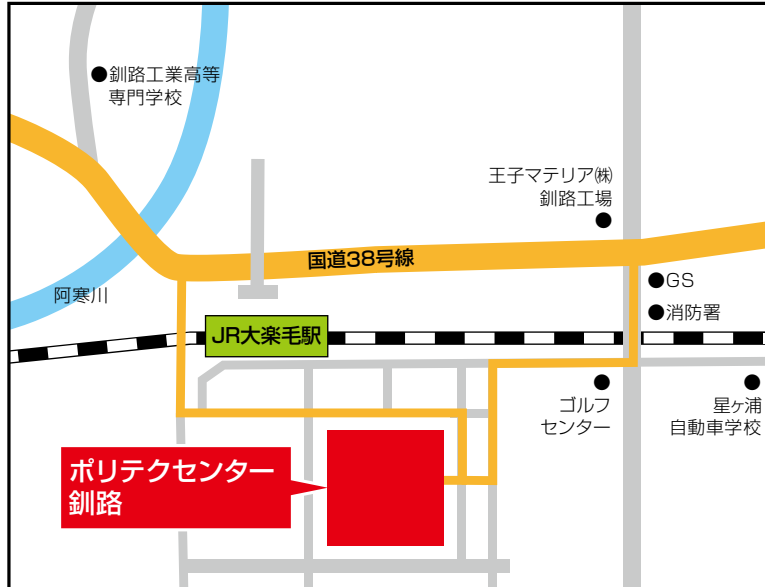 釧路工業高等
専門学校
王子マテリア㈱
釧路工場
国道38号線
GS
阿寒川
消防署
JR大楽毛駅
ゴルフ
センター
星ヶ浦
自動車学校
ポリテクセンター
釧路